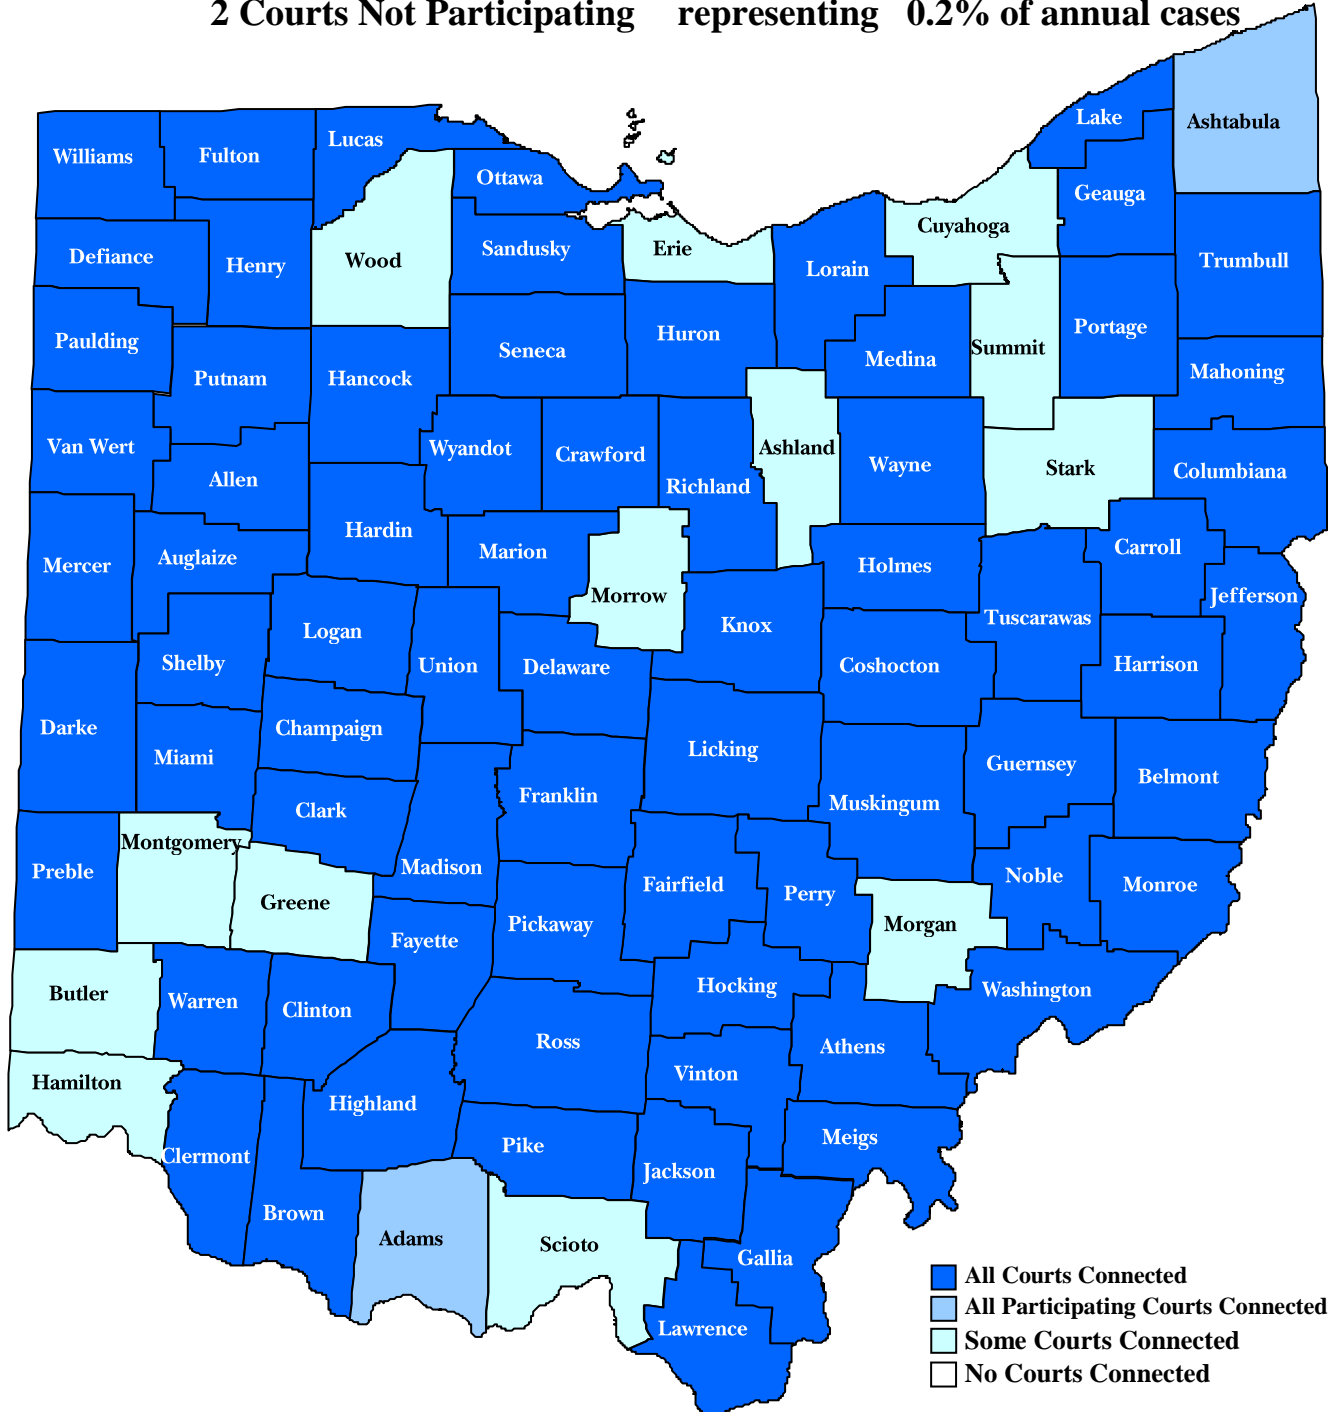 2 Courts Not Participating representing 0.2% of annual cases
Lake
Ashtabula
Lucas
Williams
Fulton
Ottawa
Geauga
Cuyahoga
Erie
Sandusky
Defiance
Wood
Henry
Lorain
Trumbull
Portage
Huron
Paulding
Summit
Seneca
Medina
Mahoning
Putnam
Hancock
Van Wert
Wyandot
Ashland
Crawford
Wayne
Stark
Columbiana
Allen
Richland
Hardin
Carroll
Marion
Auglaize
Mercer
Holmes
Morrow
Jefferson
Tuscarawas
Knox
Logan
Shelby
Union
Delaware
Coshocton
Harrison
Darke
Champaign
Licking
Miami
Guernsey
Belmont
Franklin
Muskingum
Clark
Montgomery
Madison
Preble
Noble
Fairfield
Monroe
Perry
Greene
Pickaway
Morgan
Fayette
Hocking
Washington
Butler
Warren
Clinton
Ross
Athens
Vinton
Hamilton
Highland
Meigs
Pike
Clermont
Jackson
Brown
Adams
Scioto
Gallia
Lawrence
All Courts Connected
All Participating Courts Connected
Some Courts Connected
No Courts Connected